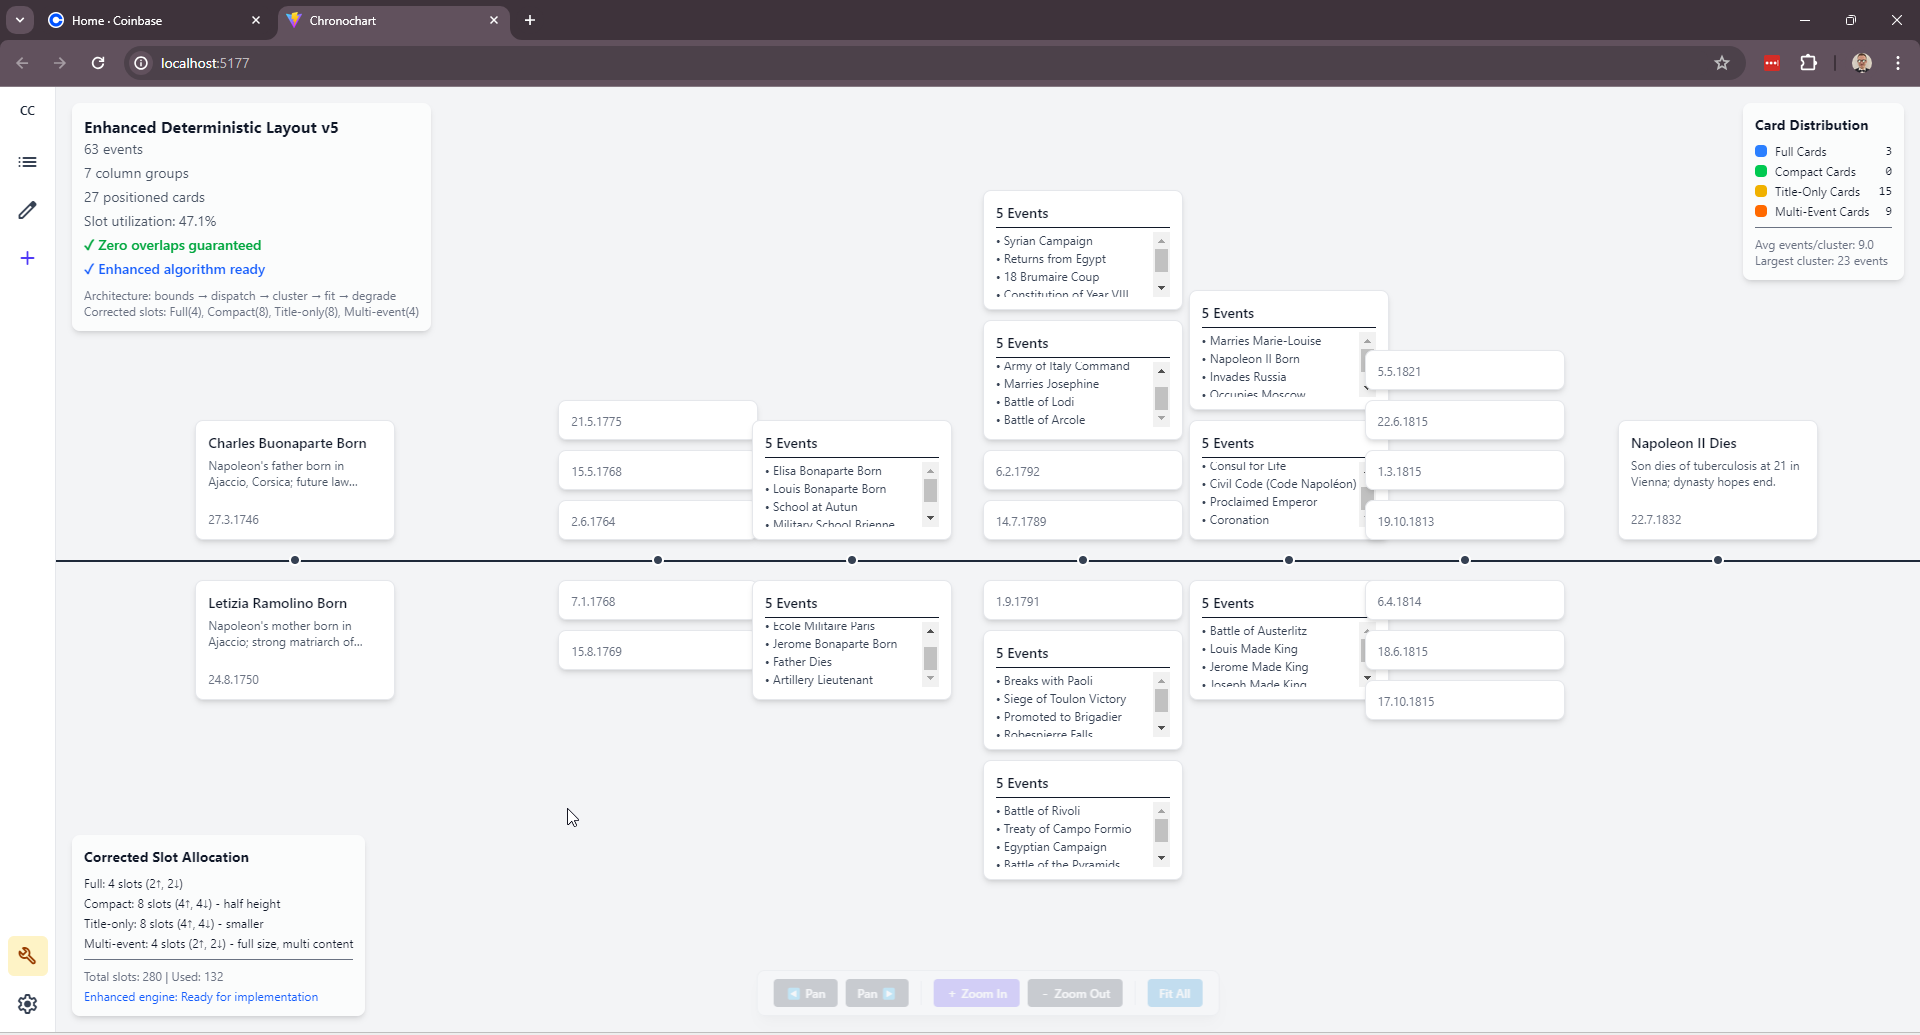 Home · Coinbase
Chronochart
localhost:5177
CC
Enhanced Deterministic Layout v5
63 events
7 column groups
27 positioned cards
Slot utilization: 47.1%
✓ Zero overlaps guaranteed
✓ Enhanced algorithm ready
Architecture: bounds → dispatch → cluster → fit → degrade
Corrected slots: Full(4), Compact(8), Title-only(8), Multi-event(4)
Card Distribution
Full Cards 3
Compact Cards 0
Title-Only Cards 15
Multi-Event Cards 9
Avg events/cluster: 9.0
Largest cluster: 23 events
Charles Buonaparte Born
Napoleon's father born in
Ajaccio, Corsica; future law...
27.3.1746
Letizia Ramolino Born
Napoleon's mother born in
Ajaccio; strong matriarch of...
24.8.1750
21.5.1775
15.5.1768
2.6.1764
7.1.1768
15.8.1769
5 Events
• Elisa Bonaparte Born
• Louis Bonaparte Born
• School at Autun
• Military School Brienne
5 Events
• École Militaire Paris
• Jerome Bonaparte Born
• Father Dies
• Artillery Lieutenant
5 Events
• Syrian Campaign
• Returns from Egypt
• 18 Brumaire Coup
• Constitution of Year VIII
5 Events
• Army of Italy Command
• Marries Josephine
• Battle of Lodi
• Battle of Arcole
6.2.1792
14.7.1789
1.9.1791
5 Events
• Breaks with Paoli
• Siege of Toulon Victory
• Promoted to Brigadier
• Robespierre Falls
5 Events
• Battle of Rivoli
• Treaty of Campo Formio
• Egyptian Campaign
• Battle of the Pyramids
5 Events
• Marries Marie-Louise
• Napoleon II Born
• Invades Russia
• Occupies Moscow
5 Events
• Consul for Life
• Civil Code (Code Napoléon)
• Proclaimed Emperor
• Coronation
5 Events
• Battle of Austerlitz
• Louis Made King
• Jerome Made King
• Joseph Made King
5.5.1821
22.6.1815
1.3.1815
19.10.1813
6.4.1814
18.6.1815
17.10.1815
Napoleon II Dies
Son dies of tuberculosis at 21 in
Vienna; dynasty hopes end.
22.7.1832
Corrected Slot Allocation
Full: 4 slots (2↑, 2↓)
Compact: 8 slots (4↑, 4↓) - half height
Title-only: 8 slots (4↑, 4↓) - smaller
Multi-event: 4 slots (2↑, 2↓) - full size, multi content
Total slots: 280 | Used: 132
Enhanced engine: Ready for implementation
◀ Pan
Pan ▶
+ Zoom In
- Zoom Out
Fit All